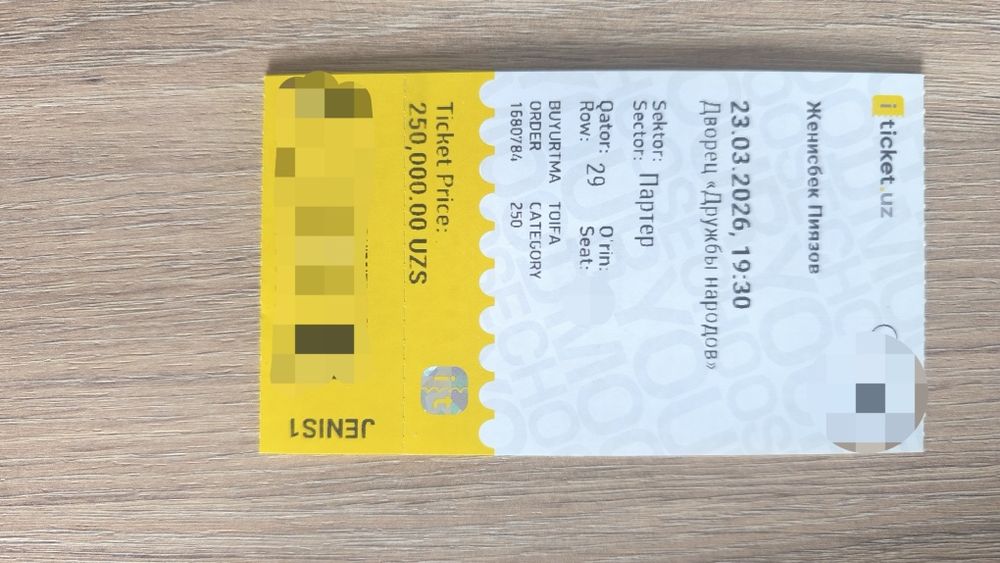 iticket.uz
Женисбек Пиязов
23.03.2026, 19:30
Дворец «Дружбы народов»
Sektor: Партер
Sector:
Qator: 29 O'rin:
Row: Seat:
BUYURTMA TOIFA
ORDER CATEGORY
1680784 250
Ticket Price:
250,000.00 UZS
JENIS1